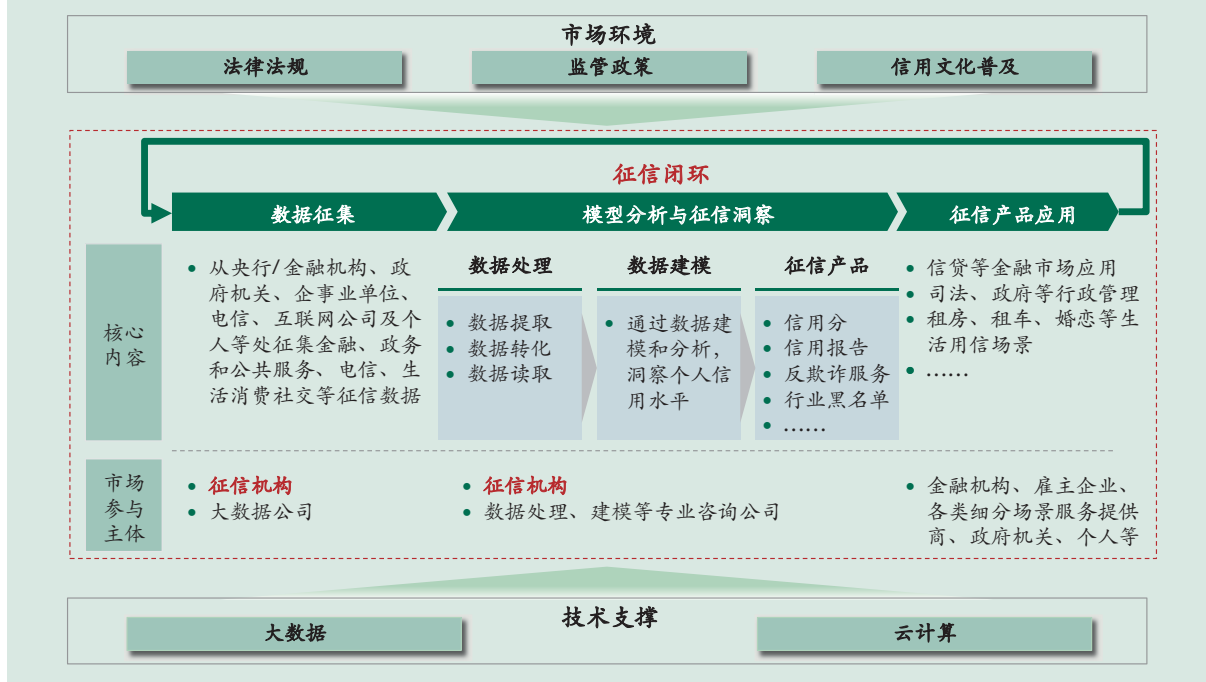 市场环境
法律法规
监管政策
信用文化普及
征信闭环
数据征集
模型分析与征信洞察
征信产品应用
核心
内容
• 从央行/金融机构、政
府机关、企事业单位、
电信、互联网公司及个
人等处征集金融、政务
和公共服务、电信、生
活消费社交等征信数据
数据处理
• 数据提取
• 数据转化
• 数据读取
数据建模
• 通过数据建
模和分析，
洞察个人信
用水平
征信产品
• 信用分
• 信用报告
• 反欺诈服务
• 行业黑名单
• ……
• 信贷等金融市场应用
• 司法、政府等行政管理
• 租房、租车、婚恋等生
活用信场景
• ……
市场
参与
主体
• 征信机构
• 大数据公司
• 征信机构
• 数据处理、建模等专业咨询公司
• 金融机构、雇主企业、
各类细分场景服务提供
商、政府机关、个人等
技术支撑
大数据
云计算